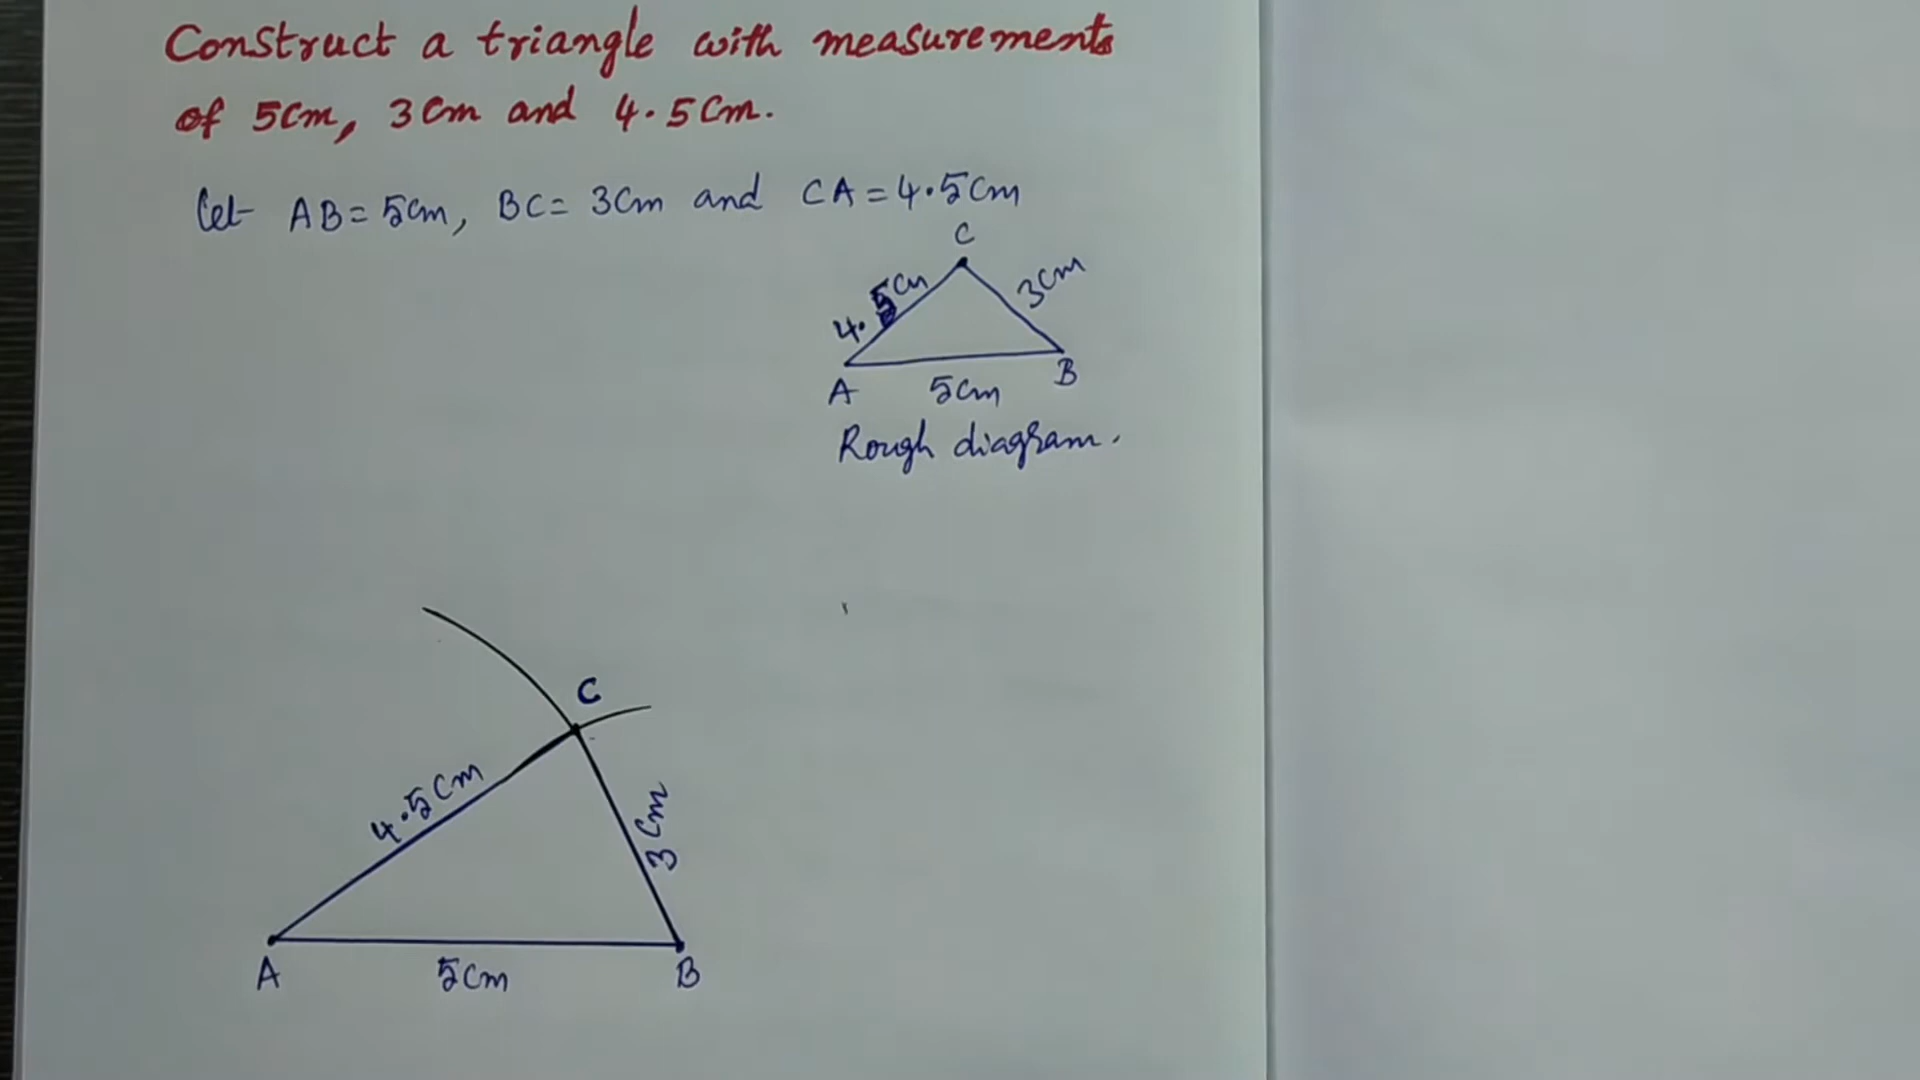 Construct a triangle with measurements
of 5cm, 3cm and 4.5cm.
Let AB = 5cm, BC = 3cm and CA = 4.5cm
C
4.5cm
3cm
A
5cm
B
Rough diagram.
C
4.5cm
3cm
A
5cm
B